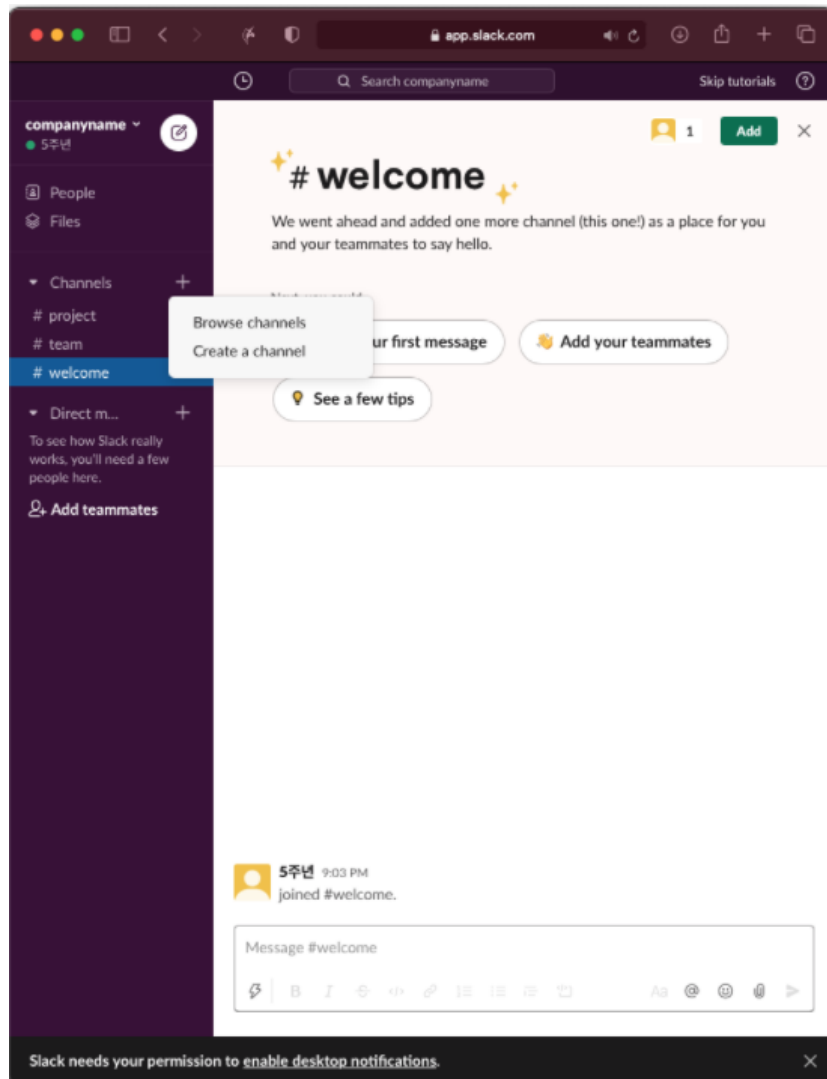 app.slack.com
Search companyname
Skip tutorials
companyname
5주년
People
Files
Channels
# project
# team
# welcome
Browse channels
Create a channel
Direct m...
To see how Slack really
works, you'll need a few
people here.
Add teammates
1
Add
# welcome
We went ahead and added one more channel (this one!) as a place for you
and your teammates to say hello.
ur first message
Add your teammates
See a few tips
5주년 9:03 PM
joined #welcome.
Message #welcome
B I S
Aa @
Slack needs your permission to enable desktop notifications.